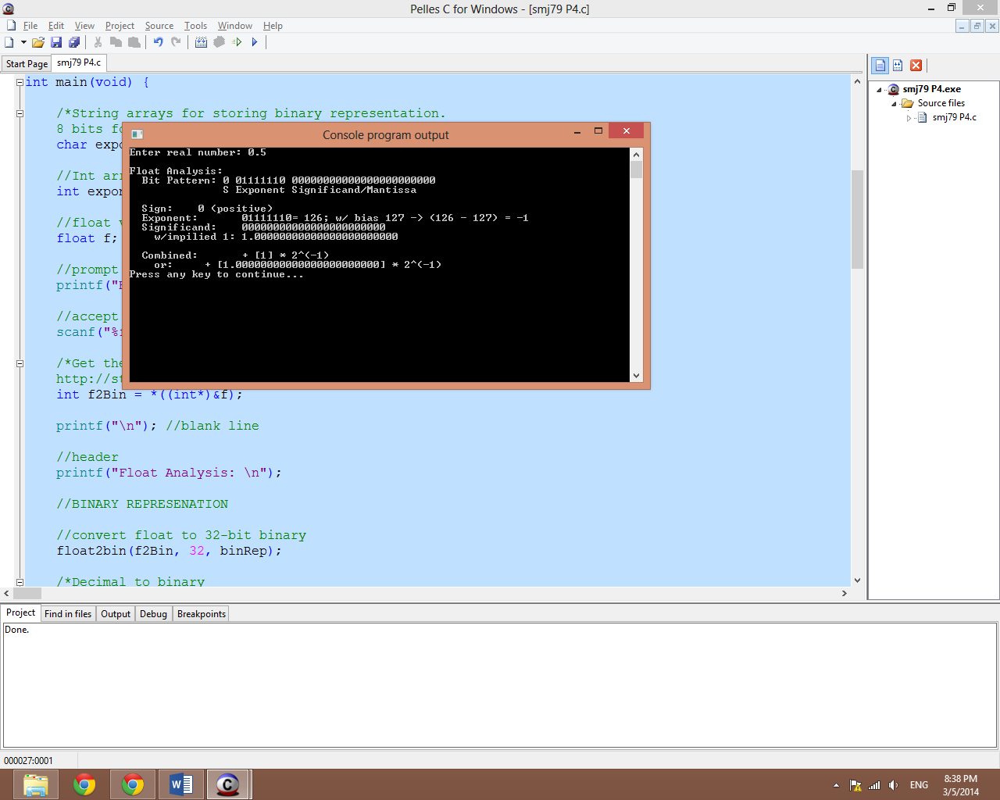 Pelles C for Windows - [smj79 P4.c]
File Edit View Project Source Tools Window Help
Start Page smj79 P4.c
int main(void) {
/*String arrays for storing binary representation.
8 bits fo
char expo
//Int arr
int expon
//float v
float f;
//prompt
printf("E
//accept
scanf("%f
/*Get the
http://st
int f2Bin = *((int*)&f);
printf("\n"); //blank line
//header
printf("Float Analysis: \n");
//BINARY REPRESENATION
//convert float to 32-bit binary
float2bin(f2Bin, 32, binRep);
/*Decimal to binary
Console program output
Enter real number: 0.5
Float Analysis:
Bit Pattern: 0 01111110 00000000000000000000000
S Exponent Significand/Mantissa
Sign: 0 (positive)
Exponent: 01111110= 126; w/ bias 127 -> (126 - 127) = -1
Significand: 00000000000000000000000
w/impilied 1: 1.00000000000000000000000
Combined: + [1] * 2^(-1)
or: + [1.00000000000000000000000] * 2^(-1)
Press any key to continue...
smj79 P4.exe
Source files
smj79 P4.c
Project Find in files Output Debug Breakpoints
Done.
000027:0001
ENG
8:38 PM
3/5/2014